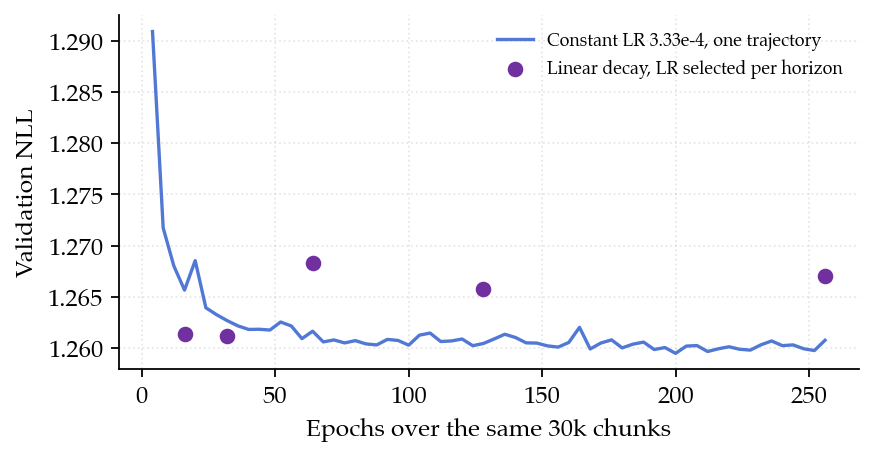 Constant LR 3.33e-4, one trajectory
Linear decay, LR selected per horizon
Validation NLL
1.290
1.285
1.280
1.275
1.270
1.265
1.260
0 50 100 150 200 250
Epochs over the same 30k chunks